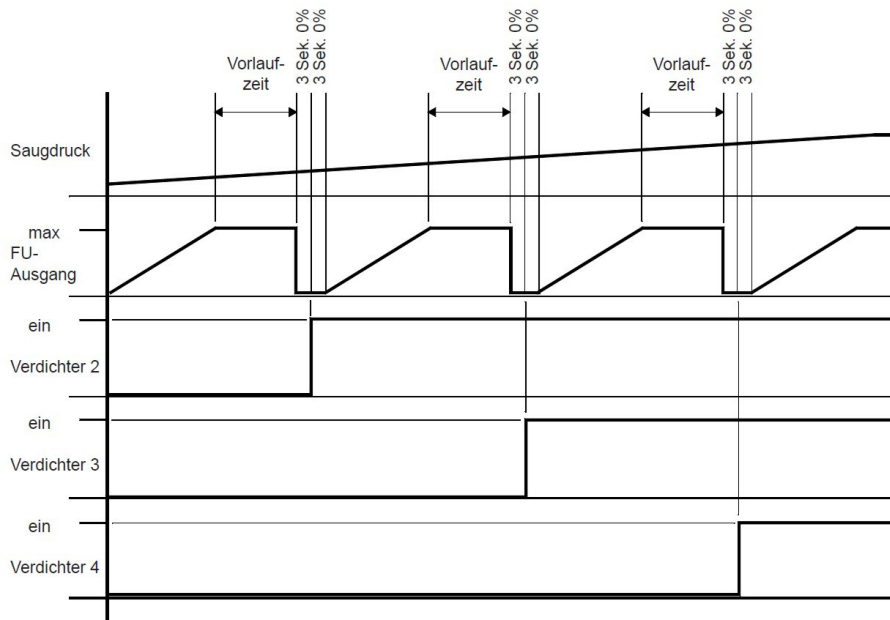 Vorlauf-
zeit
3 Sek. 0%
3 Sek. 0%
Vorlauf-
zeit
3 Sek. 0%
3 Sek. 0%
Vorlauf-
zeit
3 Sek. 0%
3 Sek. 0%
Saugdruck
max
FU-
Ausgang
ein
Verdichter 2
ein
Verdichter 3
ein
Verdichter 4